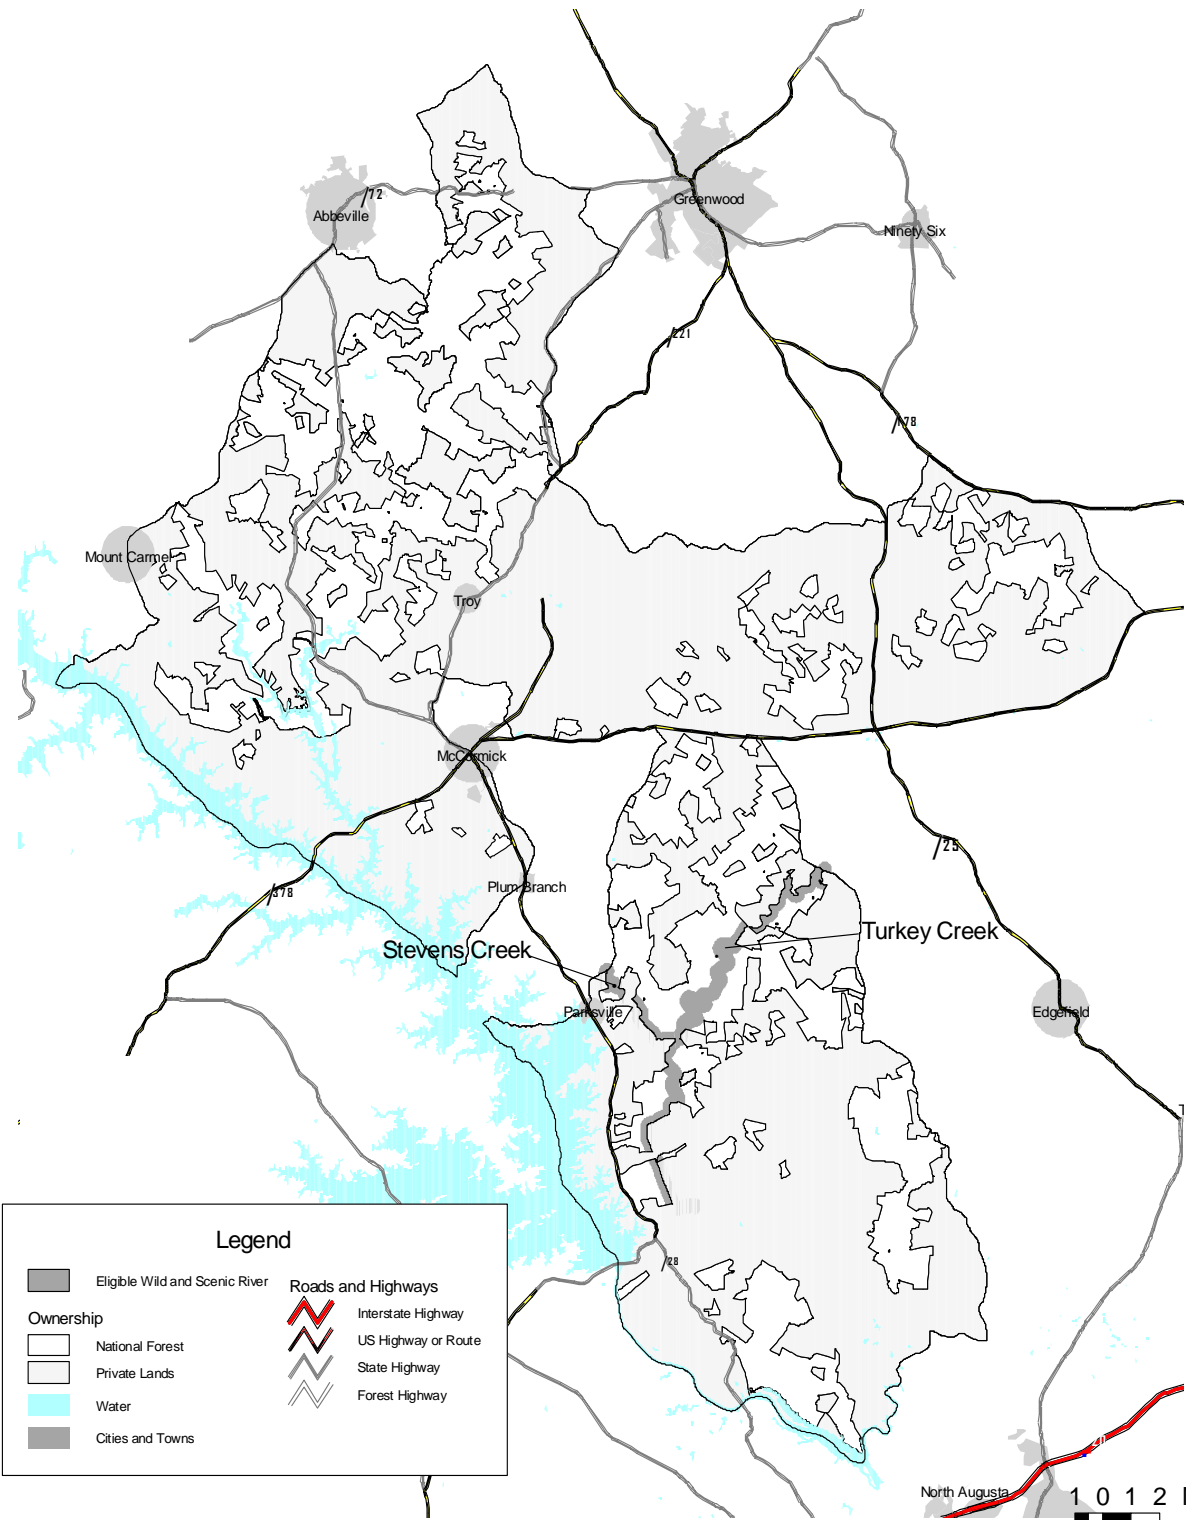 72
Abbeville
Greenwood
Ninety Six
221
178
Mount Carmel
Troy
McCormick
25
378
Plum Branch
Turkey Creek
Stevens Creek
Parksville
Edgefield
28
Legend
Eligible Wild and Scenic River
Ownership
National Forest
Private Lands
Water
Cities and Towns
Roads and Highways
Interstate Highway
US Highway or Route
State Highway
Forest Highway
20
North Augusta
1 0 1 2